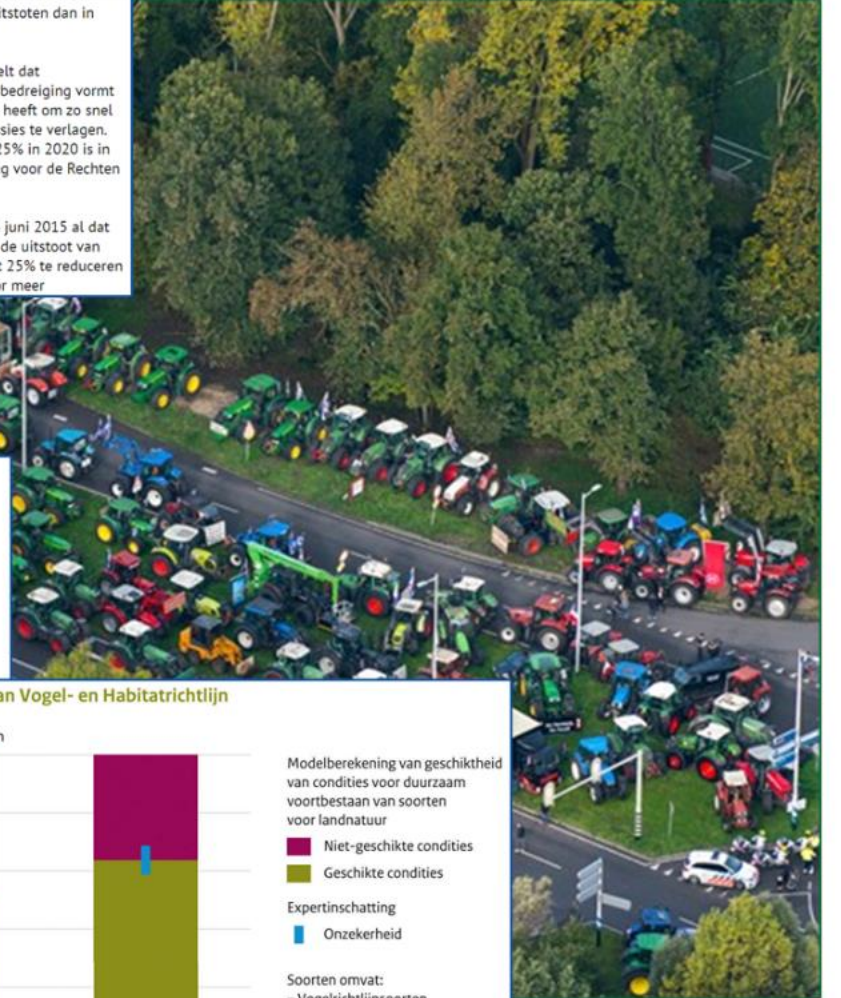 itstoten dan in
elt dat
bedreiging vormt
heeft om zo snel
sies te verlagen.
25% in 2020 is in
g voor de Rechten
juni 2015 al dat
de uitstoot van
25% te reduceren
r meer
an Vogel- en Habitatrichtlijn
n
Modelberekening van geschiktheid
van condities voor duurzaam
voortbestaan van soorten
voor landnatuur
Niet-geschikte condities
Geschikte condities
Expertinschatting
Onzekerheid
Soorten omvat:
- Vogelrichtlijnsoorten